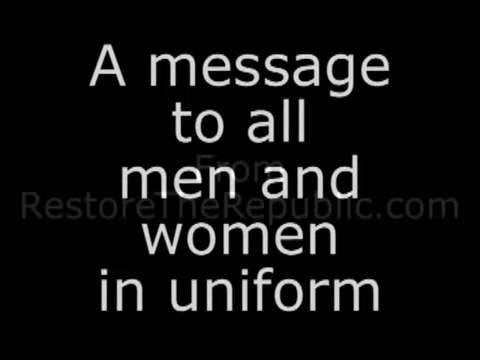 A message
to all
From
men and
RestoreTheRepublic.com
women
in uniform